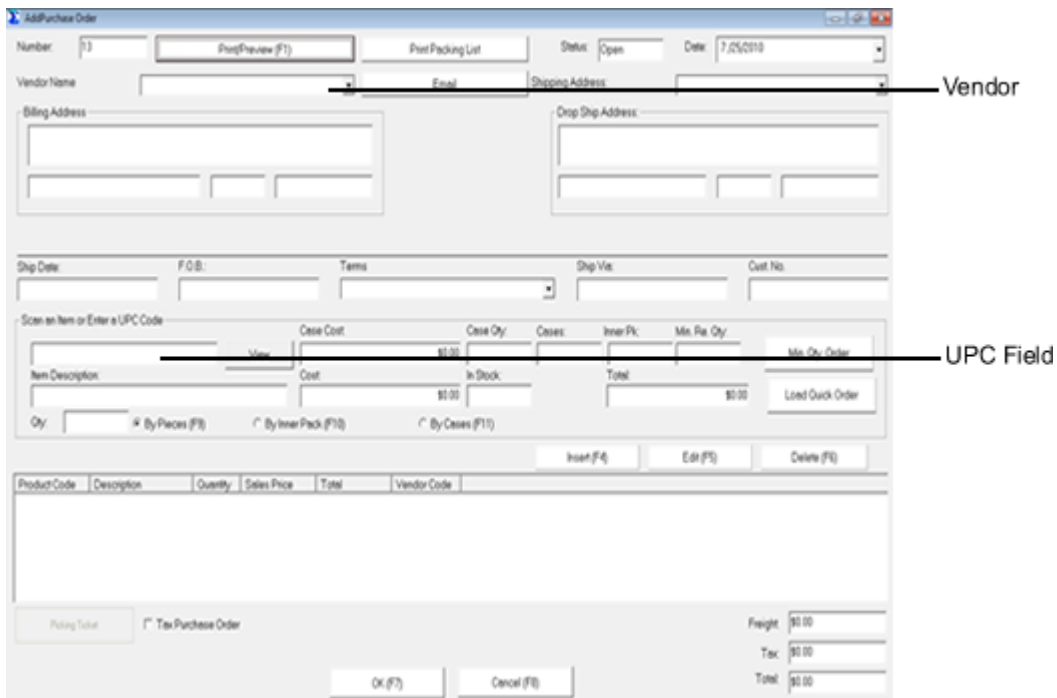 AddPurchase Order
Number: 13 Print/Preview (F1) Print Packing List Status: Open Date: 7/05/2010
Vendor Name Email Shipping Address: Vendor
Billing Address Drop Ship Address:
Ship Date: F.O.B.: Terms Ship Via: Cust. No.
Scan an Item or Enter a UPC Code
Case Cost: Case Qty: Cases: Inner Pk: Min. Re. Qty:
View $0.00 Min. Qty. Order UPC Field
Item Description: Cost: In Stock: Total:
$0.00 $0.00 Load Quick Order
Qty: By Pieces (F9) By Inner Pack (F10) By Cases (F11)
Insert (F4) Edit (F5) Delete (F6)
Product Code Description Quantity Sales Price Total Vendor Code
Picking Ticket Tax Purchase Order Freight: $0.00
Tax: $0.00
OK (F7) Cancel (F8) Total: $0.00